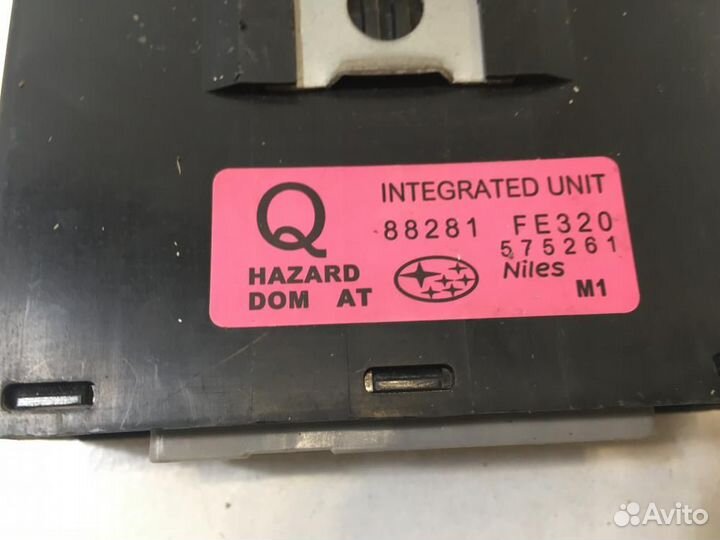 Q
INTEGRATED UNIT
88281 FE320
575261
HAZARD
DOM AT
Niles
M1
Avito